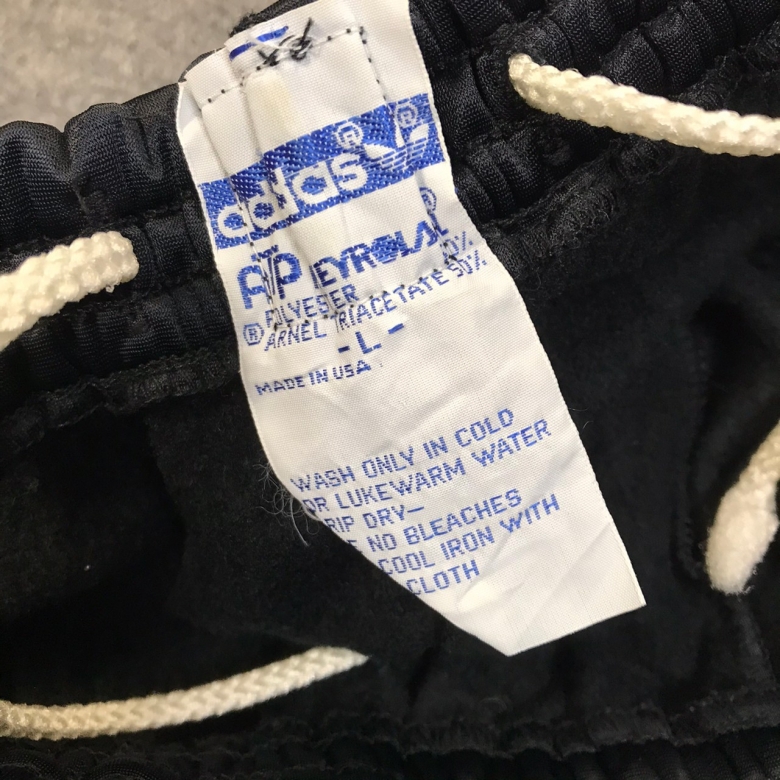 adidas®
ATP KEYROLAN®
POLYESTER 50%
®ARNEL TRIACETATE 50%
- L -
MADE IN USA
WASH ONLY IN COLD
OR LUKEWARM WATER
DRIP DRY—
NO BLEACHES
COOL IRON WITH
CLOTH